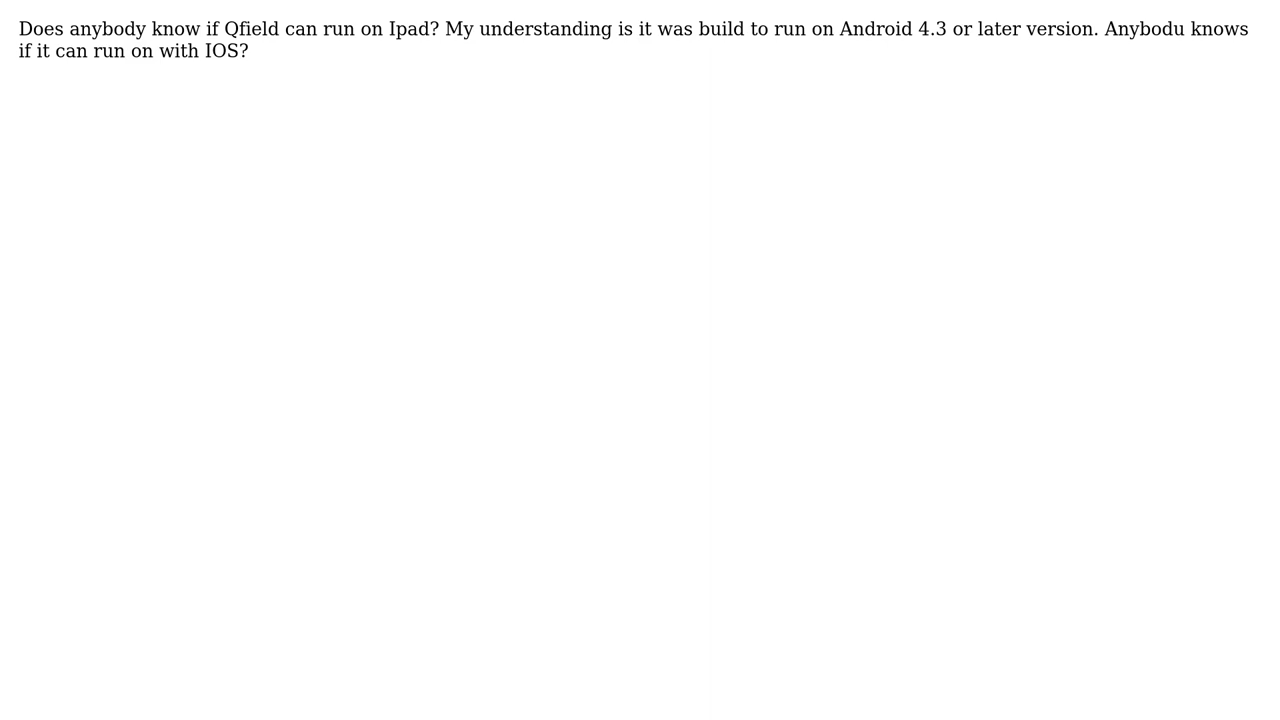 Does anybody know if Qfield can run on Ipad? My understanding is it was build to run on Android 4.3 or later version. Anybodu knows
if it can run on with IOS?